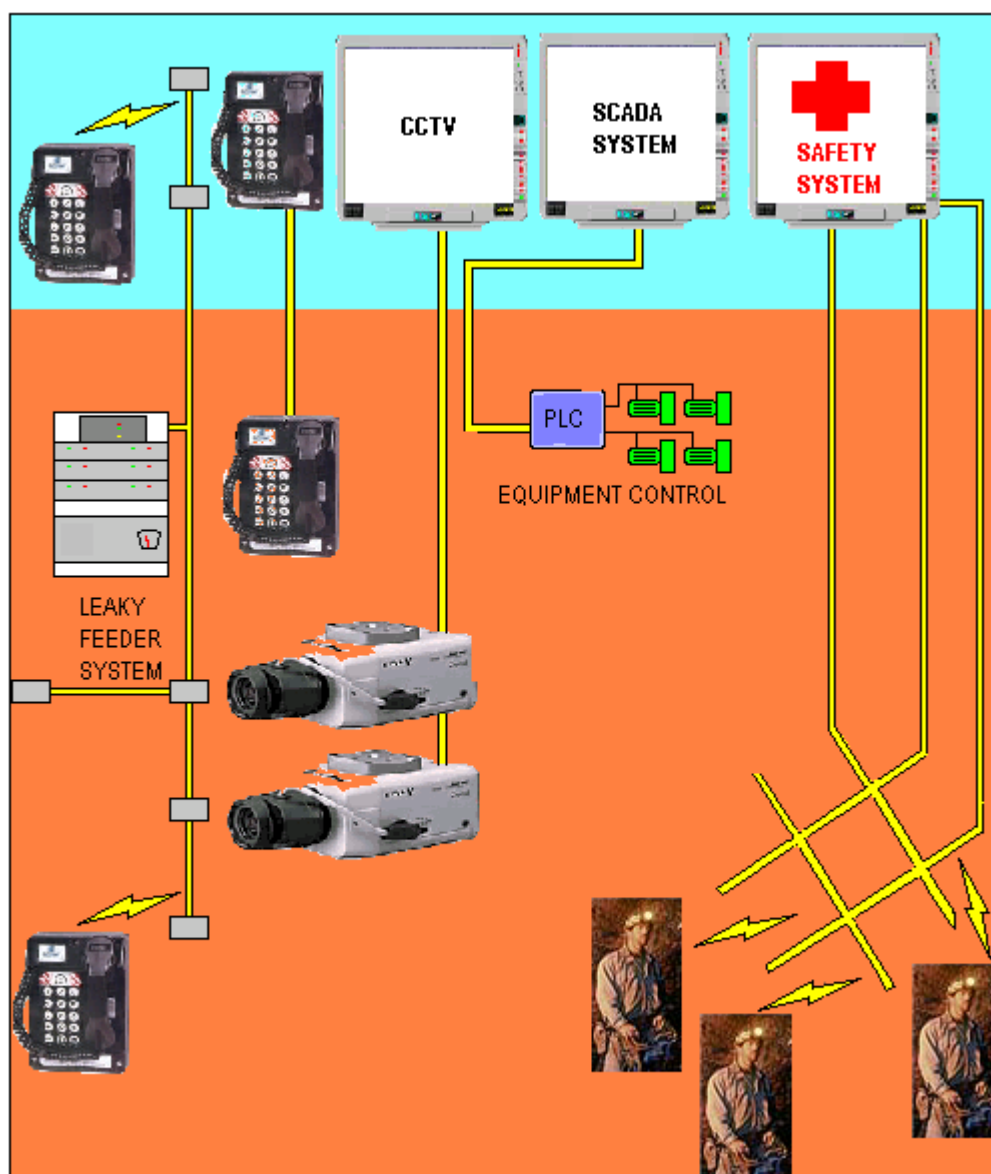 CCTV
SCADA
SYSTEM
SAFETY
SYSTEM
PLC
EQUIPMENT CONTROL
LEAKY
FEEDER
SYSTEM